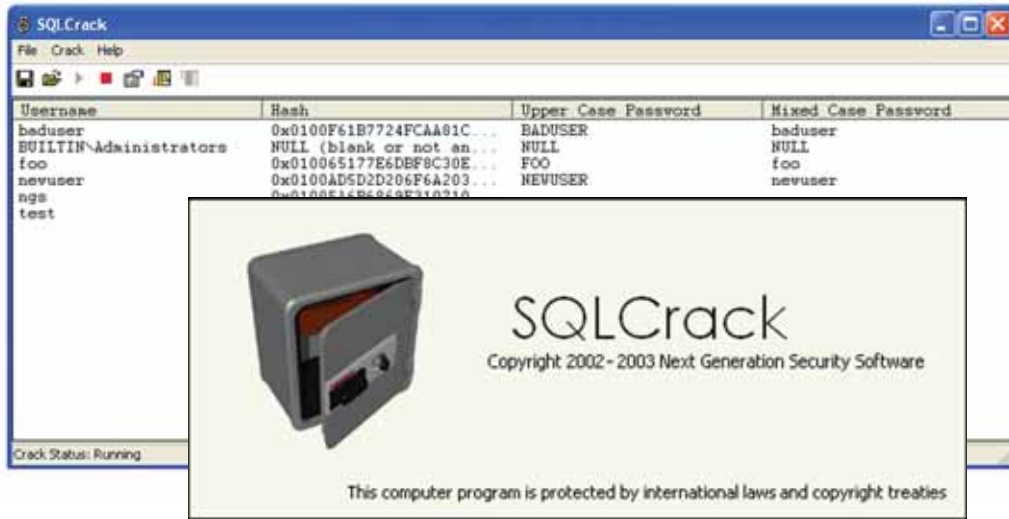 SQLCrack
File Crack Help
Username Hash Upper Case Password Mixed Case Password
baduser 0x0100F61B7724FCAA81C... BADUSER baduser
BUILTIN\Administrators NULL (blank or not an... NULL NULL
foo 0x010065177E6DBF8C30E... FOO foo
newuser 0x0100AD5D2D206F6A203... NEWUSER newuser
ngs
test
SQLCrack
Copyright 2002-2003 Next Generation Security Software
Crack Status: Running
This computer program is protected by international laws and copyright treaties